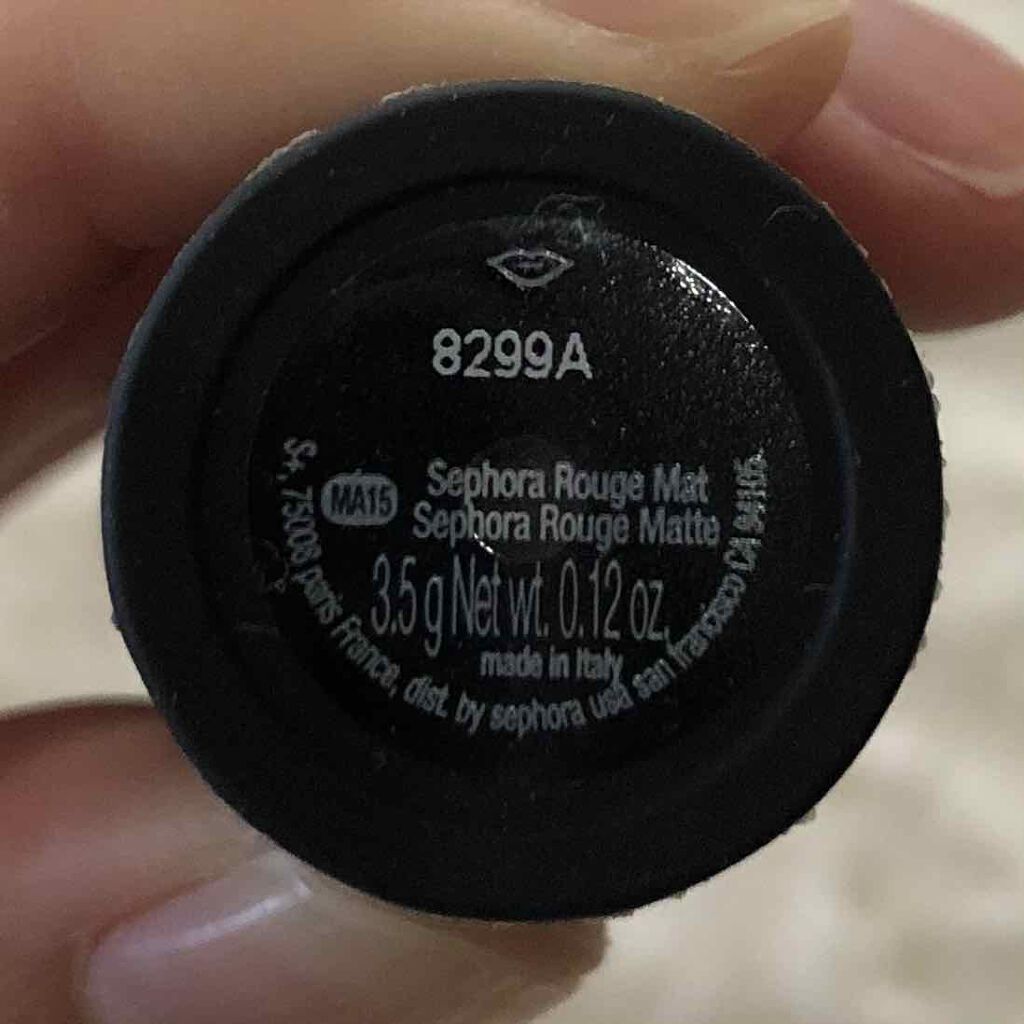 8299A
MA15
Sephora Rouge Mat
Sephora Rouge Matte
3.5 g Net wt. 0.12 oz.
made in Italy
S+, 75008 paris France, dist. by sephora usa san francisco CA 94105